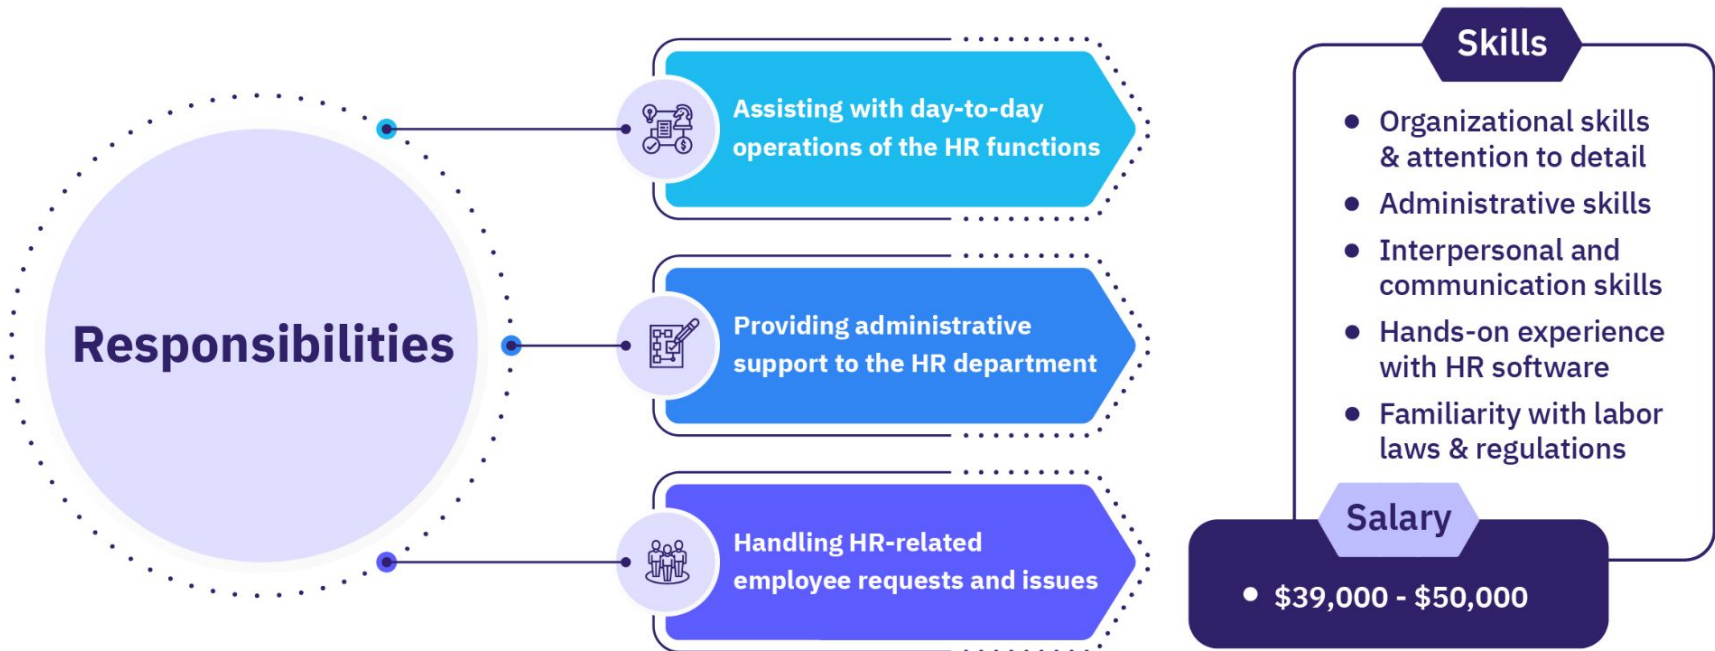 Responsibilities
Assisting with day-to-day
operations of the HR functions
Providing administrative
support to the HR department
Handling HR-related
employee requests and issues
Skills
• Organizational skills
& attention to detail
• Administrative skills
• Interpersonal and
communication skills
• Hands-on experience
with HR software
• Familiarity with labor
laws & regulations
Salary
• $39,000 - $50,000